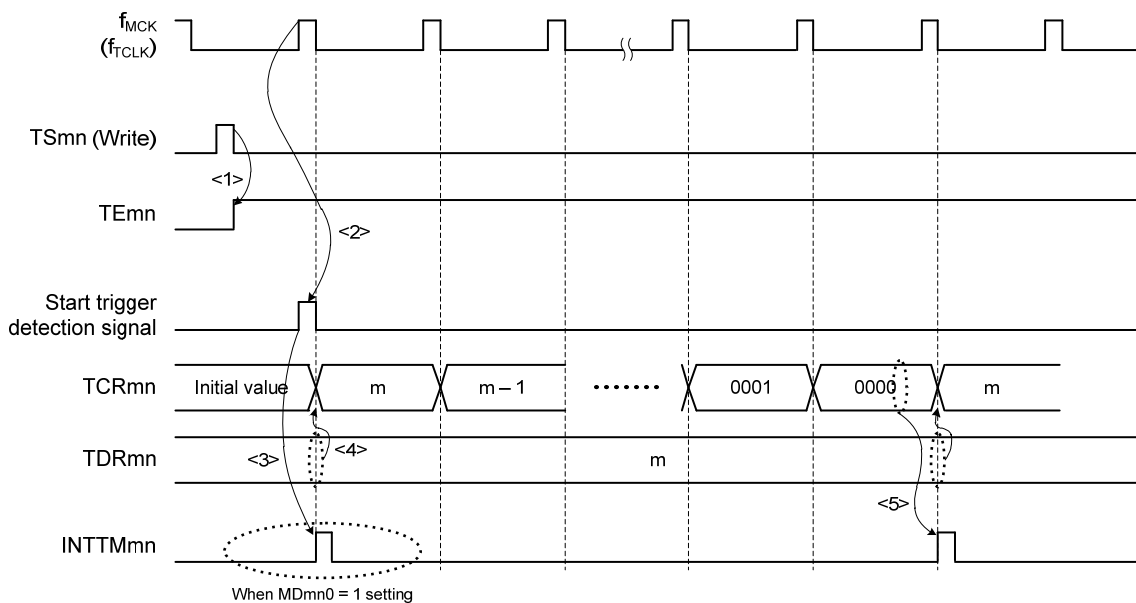 fMCK
(fTCLK)
TSmn (Write)
<1>
TEmn
<2>
Start trigger
detection signal
TCRmn
Initial value
m
m – 1
0001
0000
m
TDRmn
<3>
<4>
m
<5>
INTTMmn
When MDmn0 = 1 setting